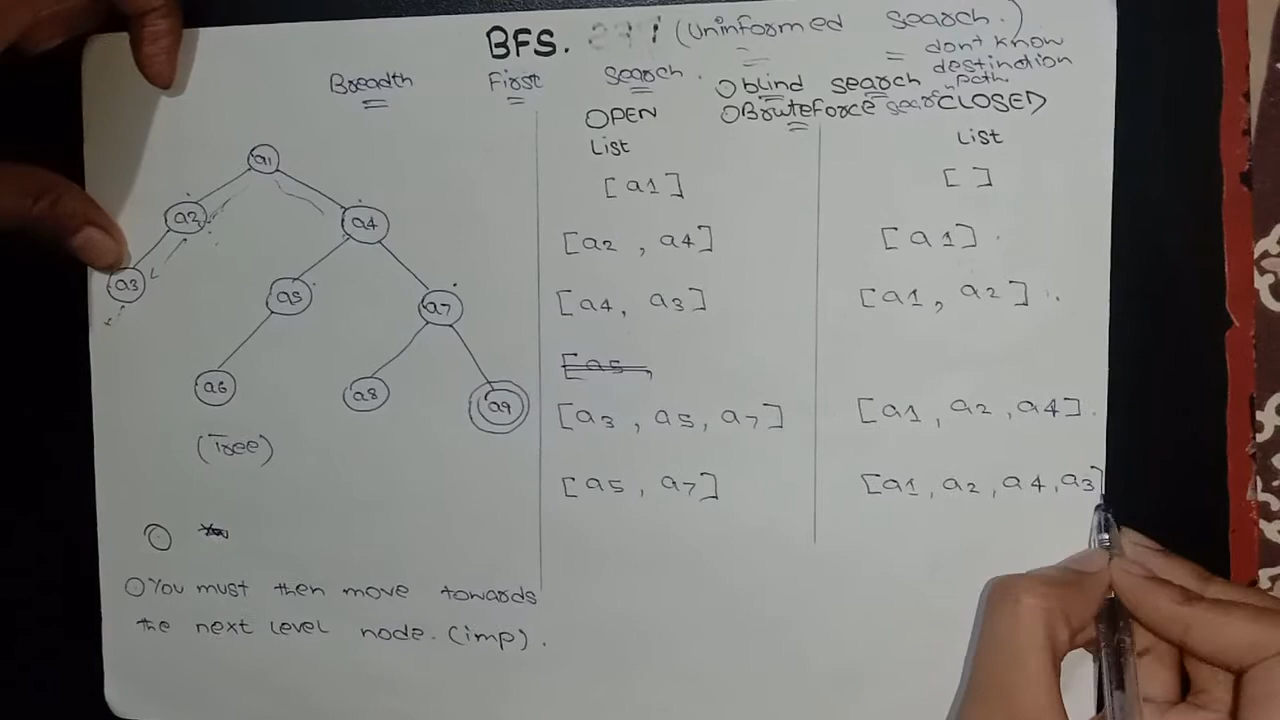 BFS. (Uninformed search.)
= don't know
destination
path.
Breadth First Search.
blind search
Bruteforce search
OPEN CLOSED
List List
[a1] []
[a2, a4] [a1].
[a4, a3] [a1, a2].
[a5,
[a3, a5, a7] [a1, a2, a4].
[a5, a7] [a1, a2, a4, a3]
a1
a2 a4
a3 a5 a7
a6 a8 a9
(Tree)
You must then move towards
the next level node. (imp).